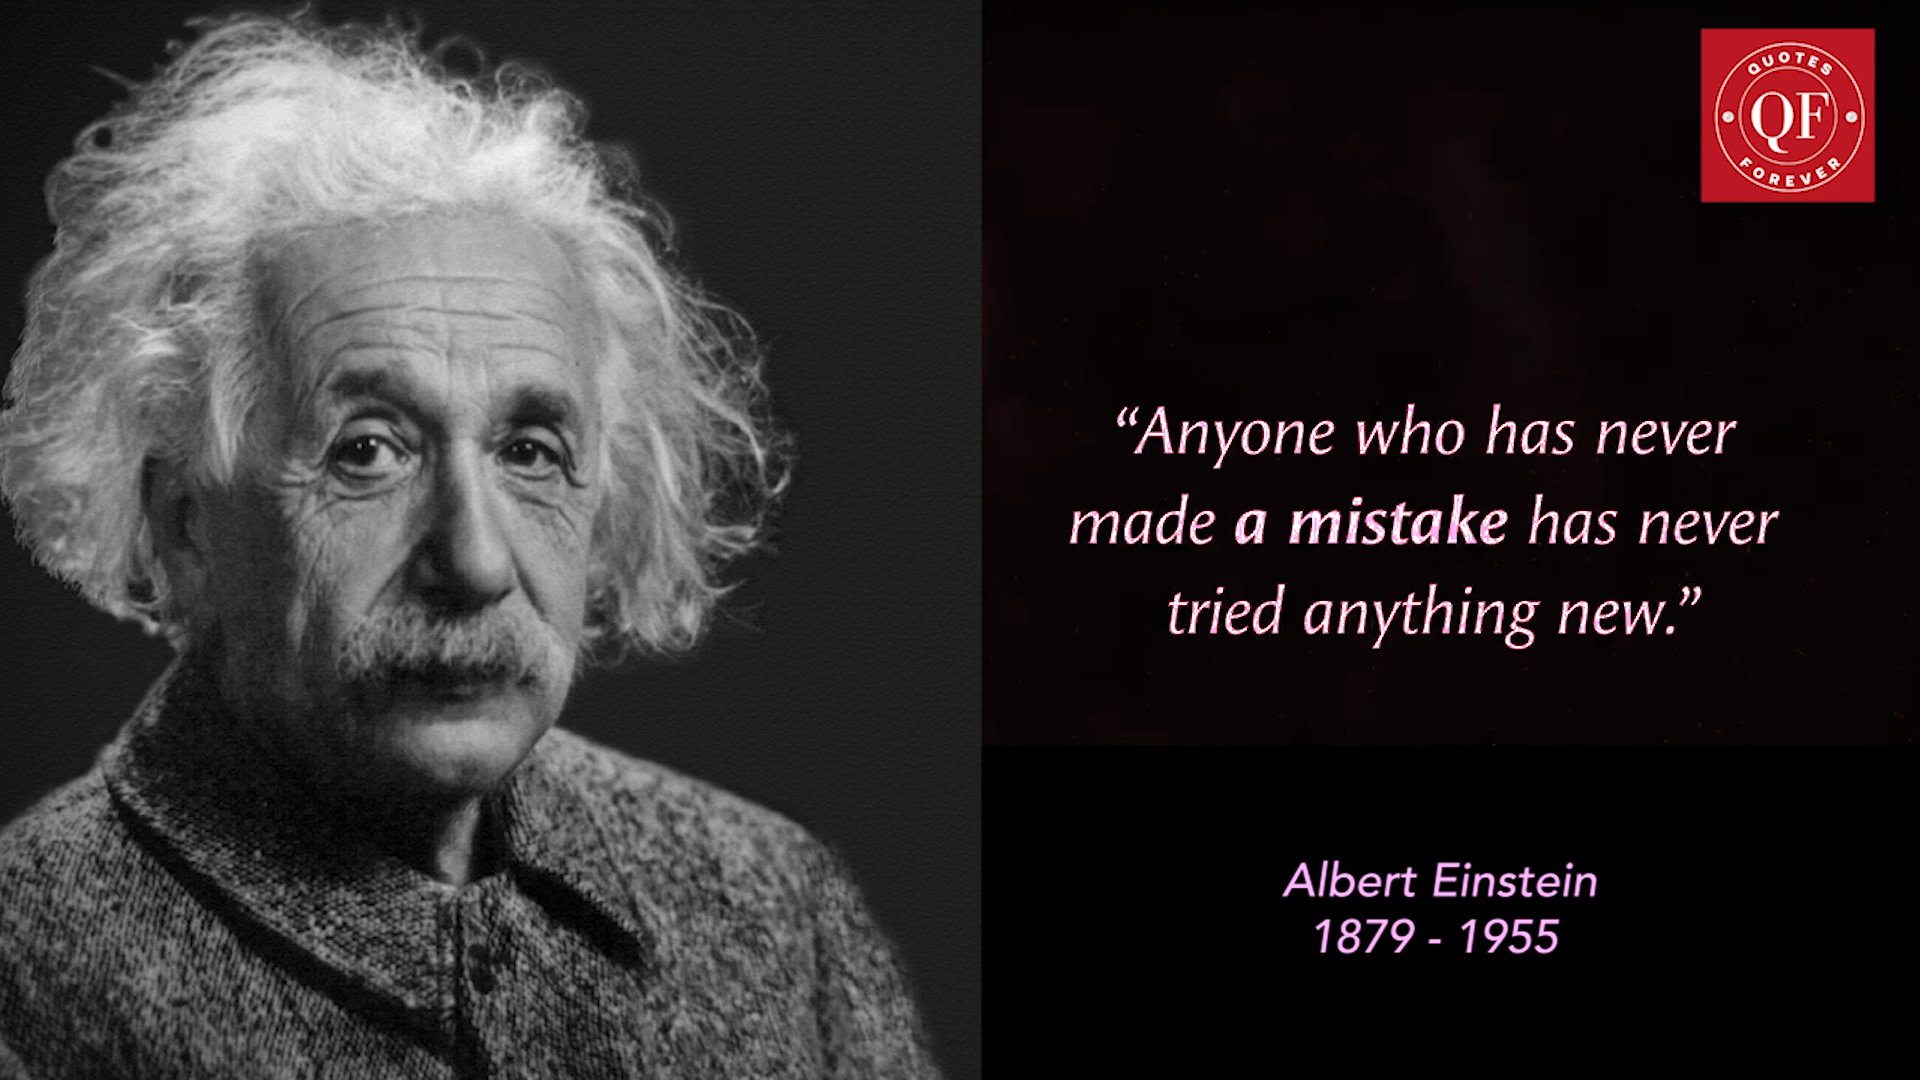 QUOTES
QF
FOREVER
“Anyone who has never
made a mistake has never
tried anything new.”
Albert Einstein
1879 - 1955